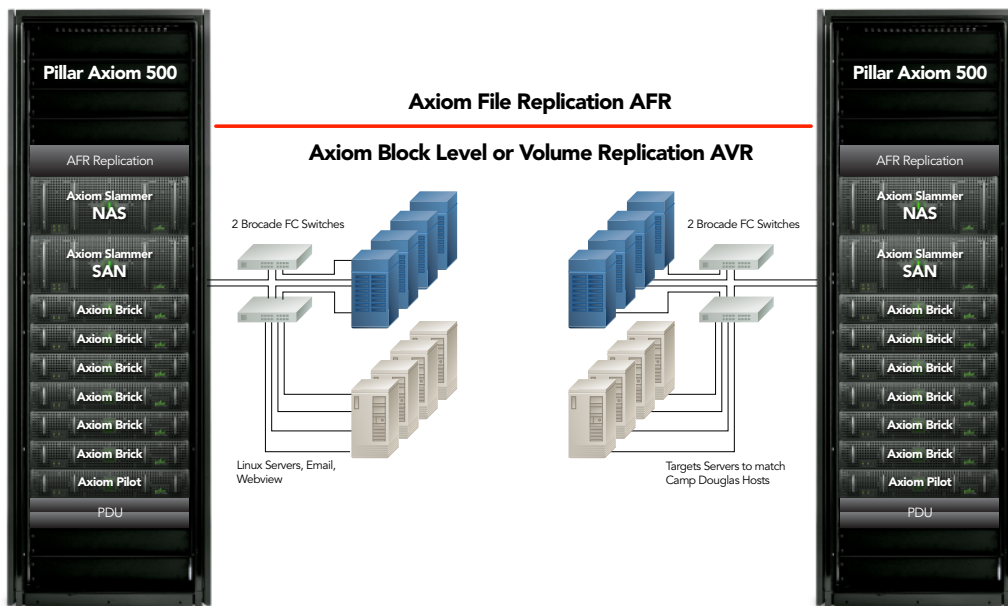 Pillar Axiom 500
AFR Replication
Axiom Slammer
NAS
Axiom Slammer
SAN
Axiom Brick
Axiom Brick
Axiom Brick
Axiom Brick
Axiom Brick
Axiom Brick
Axiom Pilot
PDU
Axiom File Replication AFR
Axiom Block Level or Volume Replication AVR
2 Brocade FC Switches
Linux Servers, Email,
Webview
2 Brocade FC Switches
Targets Servers to match
Camp Douglas Hosts
Pillar Axiom 500
AFR Replication
Axiom Slammer
NAS
Axiom Slammer
SAN
Axiom Brick
Axiom Brick
Axiom Brick
Axiom Brick
Axiom Brick
Axiom Brick
Axiom Pilot
PDU